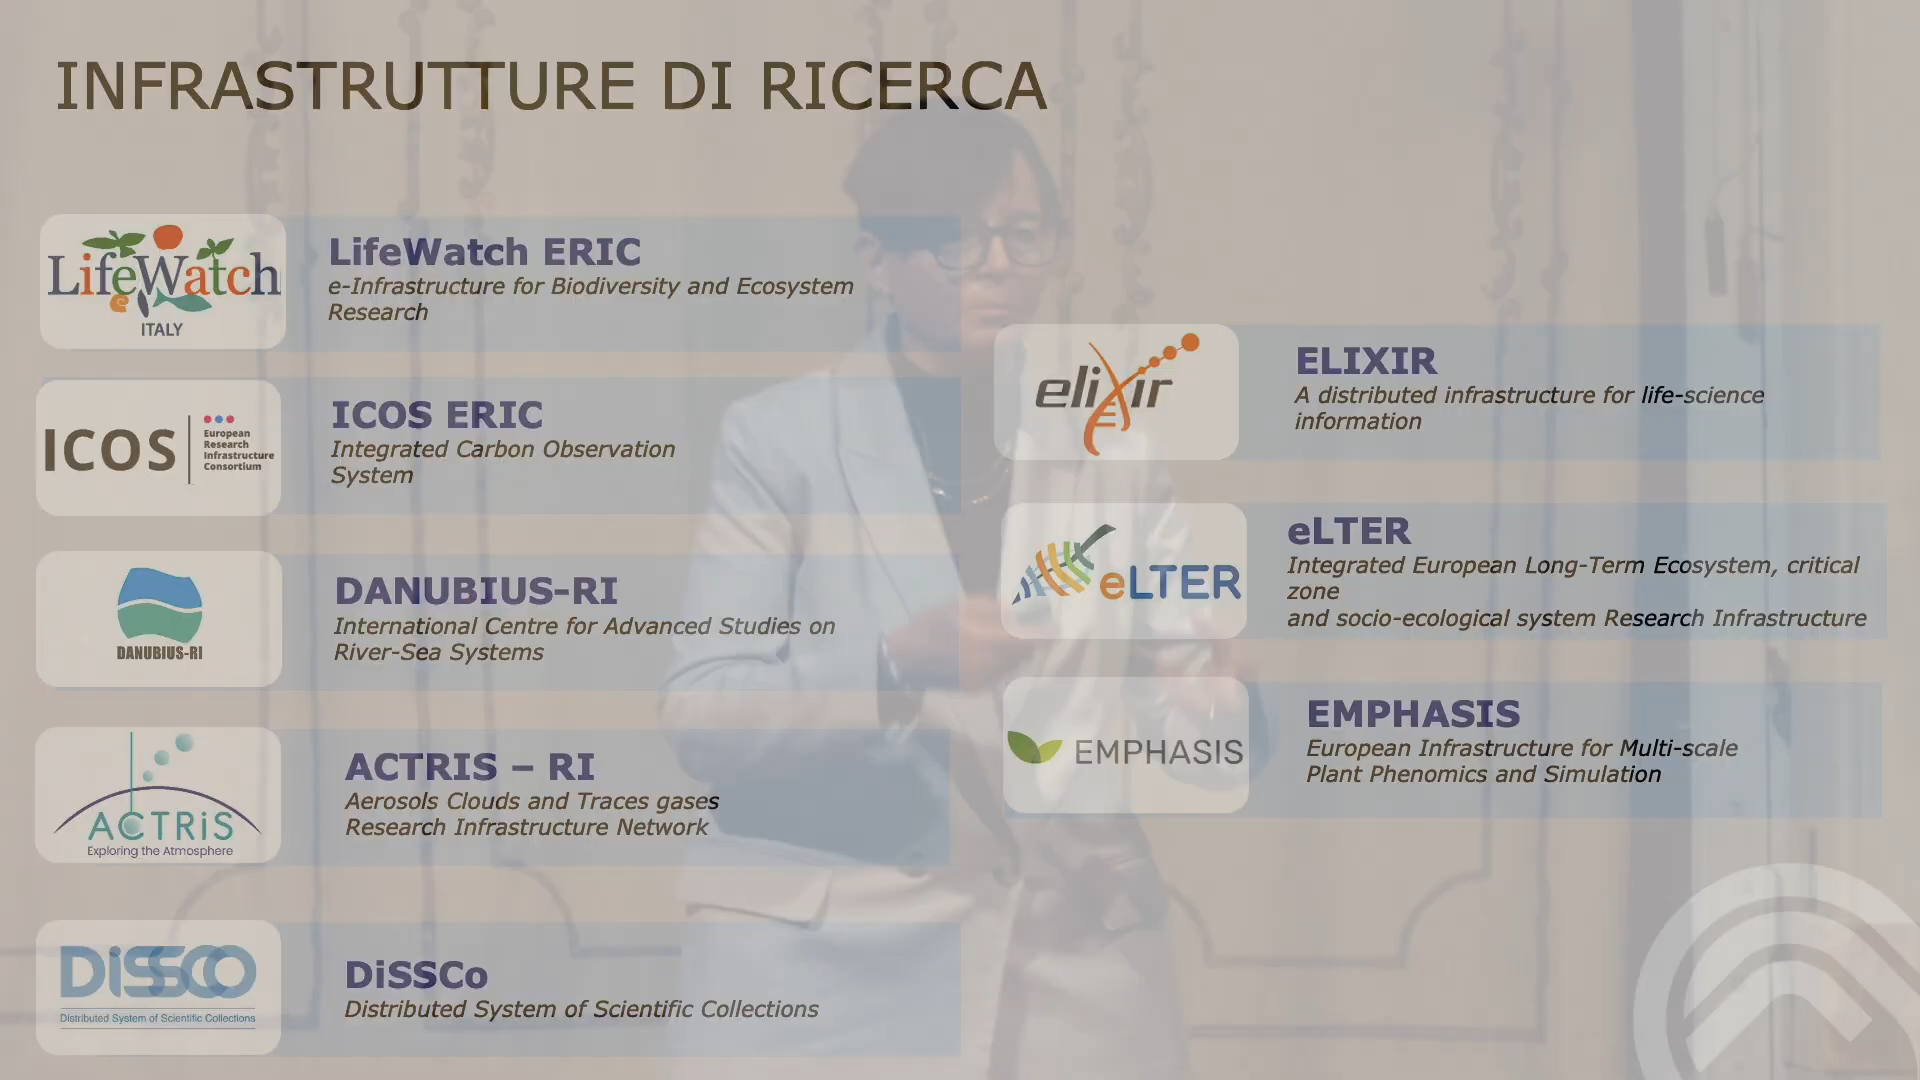 INFRASTRUTTURE DI RICERCA
LifeWatch
ITALY
LifeWatch ERIC
e-Infrastructure for Biodiversity and Ecosystem
Research
ICOS
European
Research
Infrastructure
Consortium
ICOS ERIC
Integrated Carbon Observation
System
DANUBIUS-RI
DANUBIUS-RI
International Centre for Advanced Studies on
River-Sea Systems
ACTRiS
Exploring the Atmosphere
ACTRIS – RI
Aerosols Clouds and Traces gases
Research Infrastructure Network
DiSSCO
Distributed System of Scientific Collections
DiSSCo
Distributed System of Scientific Collections
elixir
ELIXIR
A distributed infrastructure for life-science
information
eLTER
eLTER
Integrated European Long-Term Ecosystem, critical
zone
and socio-ecological system Research Infrastructure
EMPHASIS
EMPHASIS
European Infrastructure for Multi-scale
Plant Phenomics and Simulation